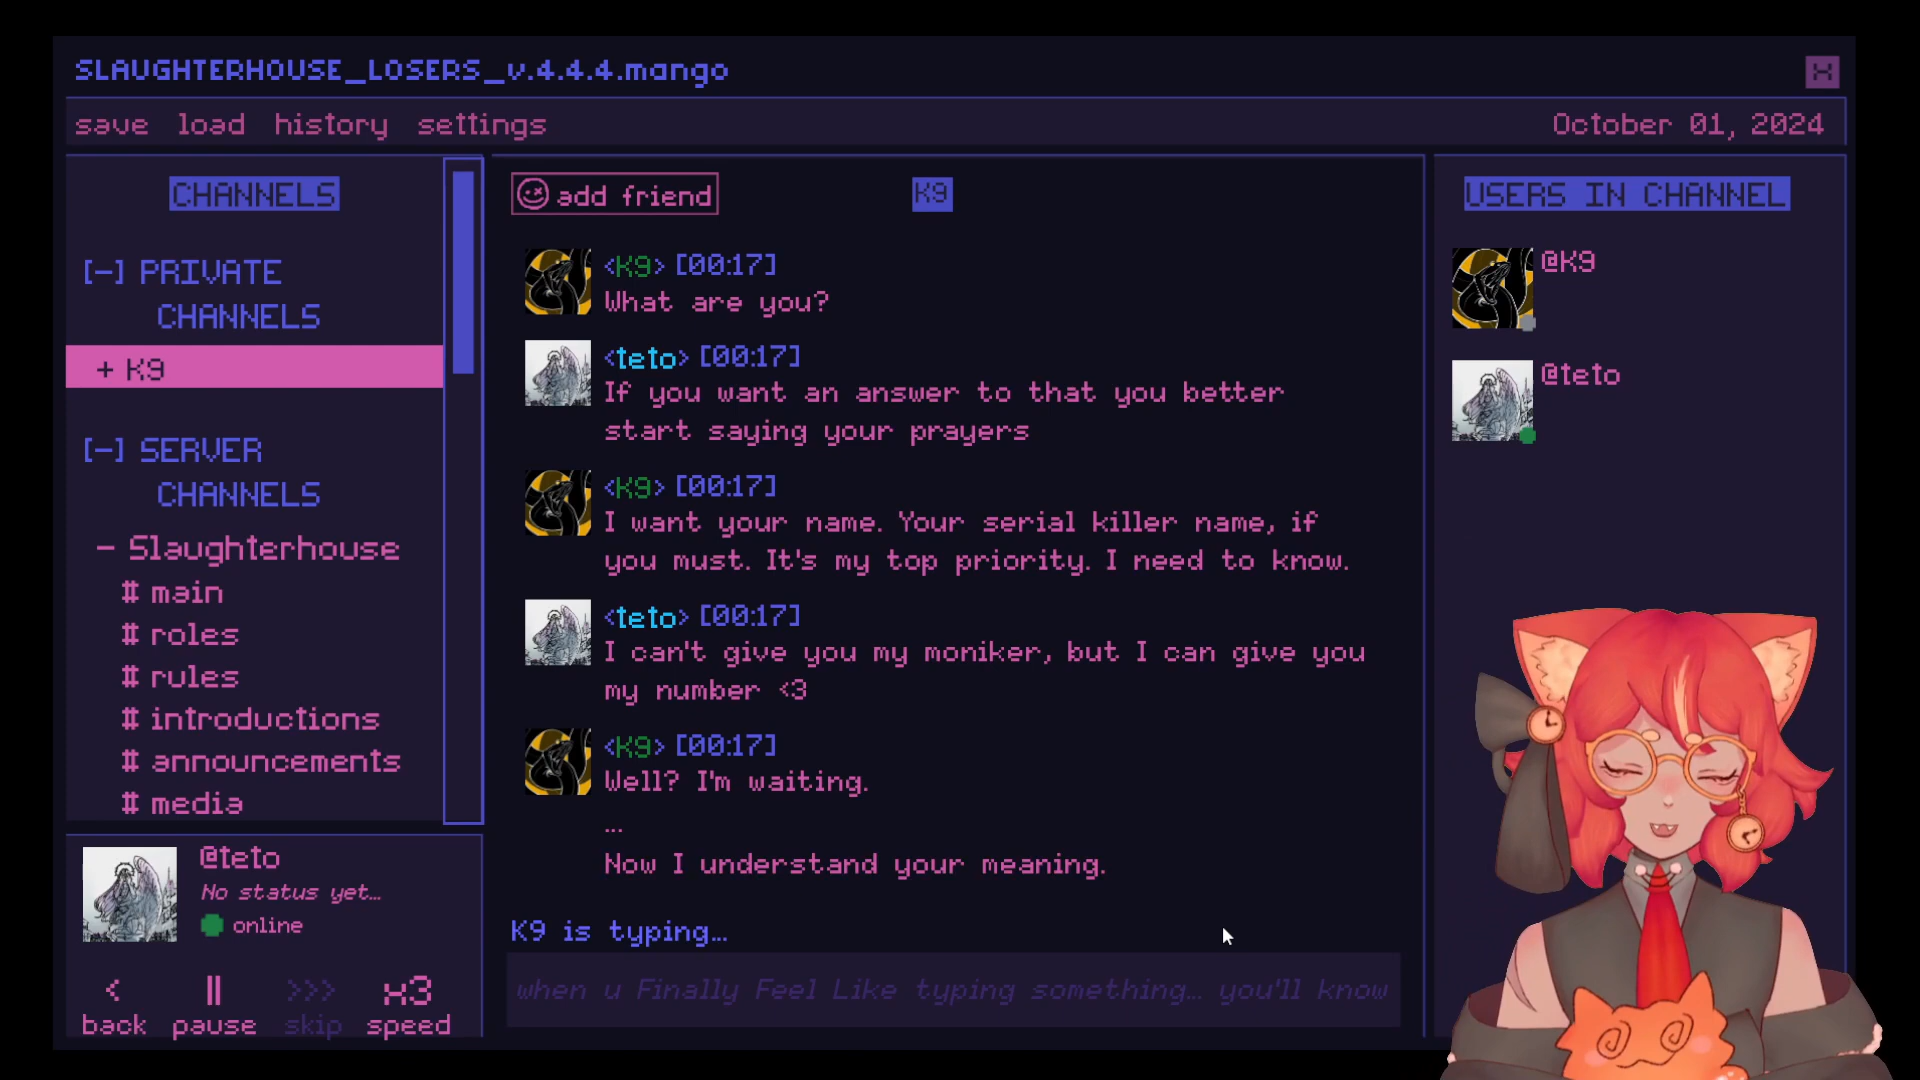 SLAUGHTERHOUSE_LOSERS_v.4.4.4.mango
X
save load history settings
October 01, 2024
CHANNELS
[-] PRIVATE
CHANNELS
+ K9
[-] SERVER
CHANNELS
- Slaughterhouse
# main
# roles
# rules
# introductions
# announcements
# media
@teto
No status yet...
online
< || >>> x3
back pause skip speed
add friend
K9
<K9> [00:17]
What are you?
<teto> [00:17]
If you want an answer to that you better
start saying your prayers
<K9> [00:17]
I want your name. Your serial killer name, if
you must. It's my top priority. I need to know.
<teto> [00:17]
I can't give you my moniker, but I can give you
my number <3
<K9> [00:17]
Well? I'm waiting.
...
Now I understand your meaning.
K9 is typing...
when u Finally Feel Like typing something... you'll know
USERS IN CHANNEL
@K9
@teto